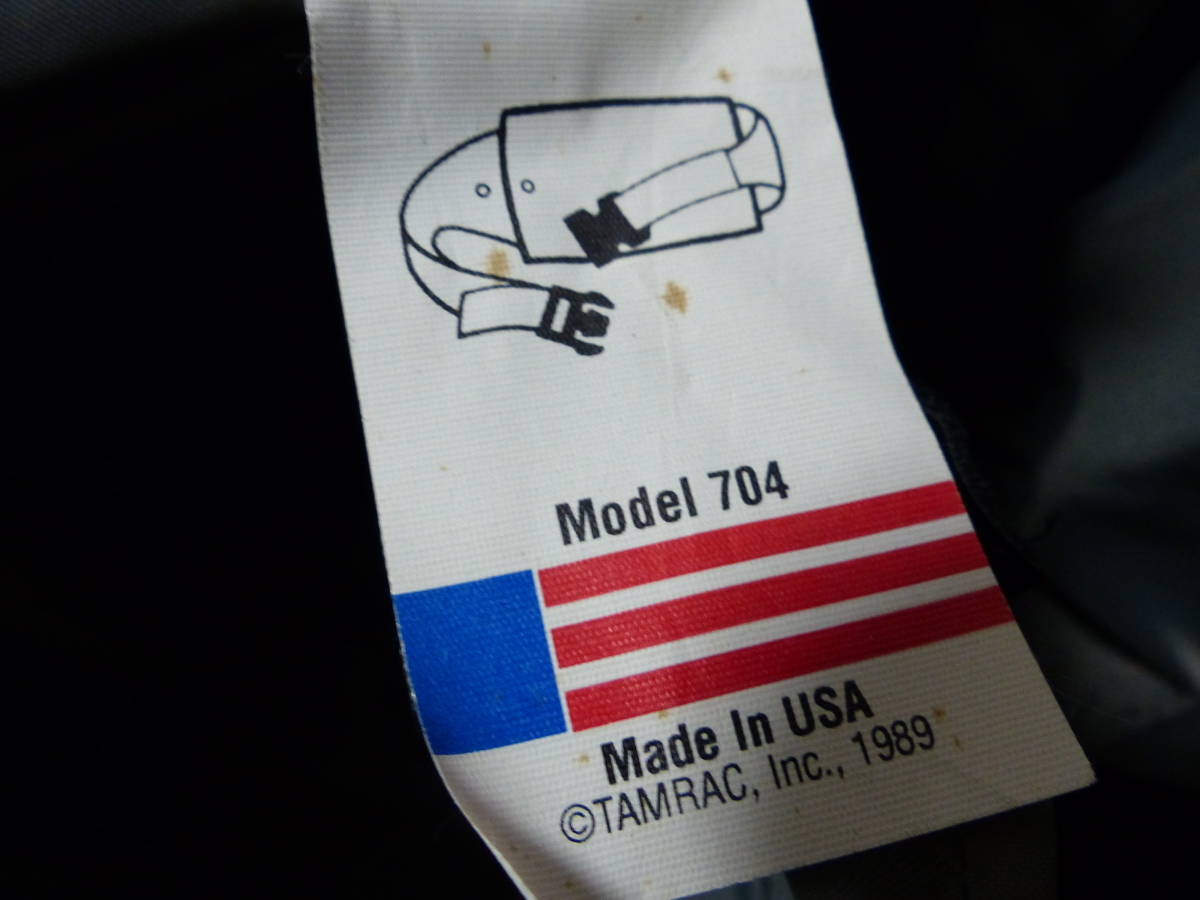 Model 704
Made In USA
©TAMRAC, Inc., 1989